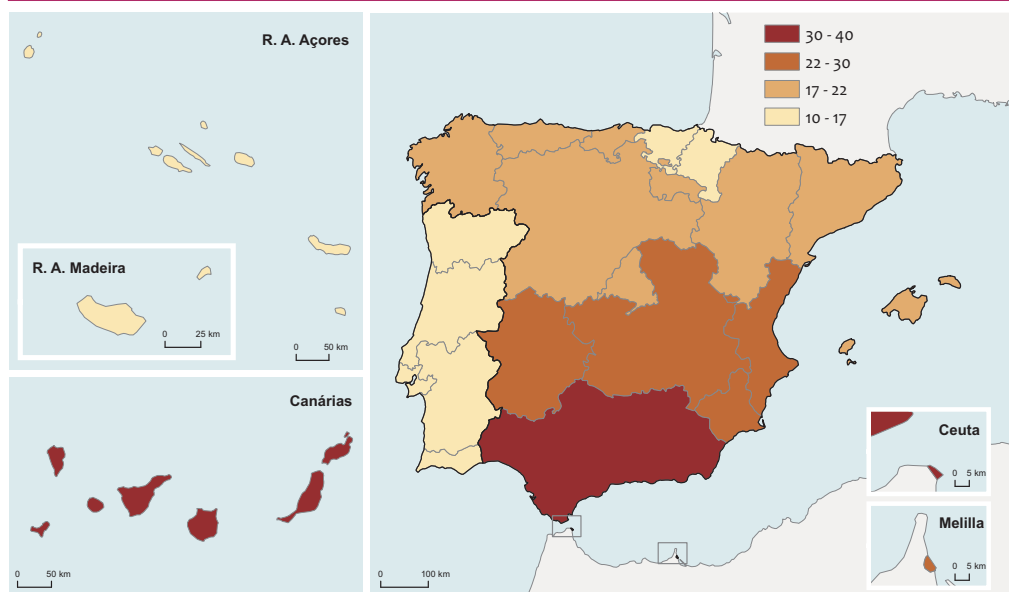 R. A. Açores
R. A. Madeira
0 25 km
0 50 km
Canárias
0 50 km
30 - 40
22 - 30
17 - 22
10 - 17
0 100 km
Ceuta
0 5 km
Melilla
0 5 km